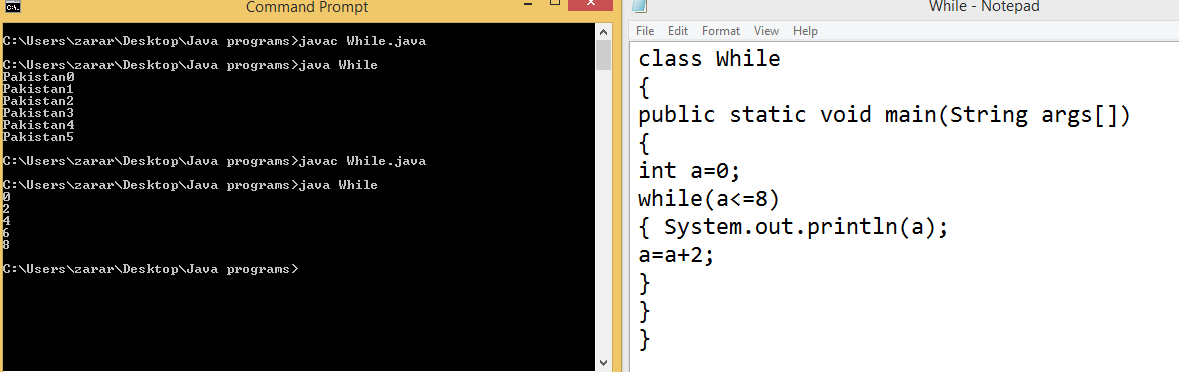 Command Prompt
C:\Users\zarar\Desktop\Java programs>javac While.java
C:\Users\zarar\Desktop\Java programs>java While
Pakistan0
Pakistan1
Pakistan2
Pakistan3
Pakistan4
Pakistan5
C:\Users\zarar\Desktop\Java programs>javac While.java
C:\Users\zarar\Desktop\Java programs>java While
0
2
4
6
8
C:\Users\zarar\Desktop\Java programs>
While - Notepad
File Edit Format View Help
class While
{
public static void main(String args[])
{
int a=0;
while(a<=8)
{ System.out.println(a);
a=a+2;
}
}
}